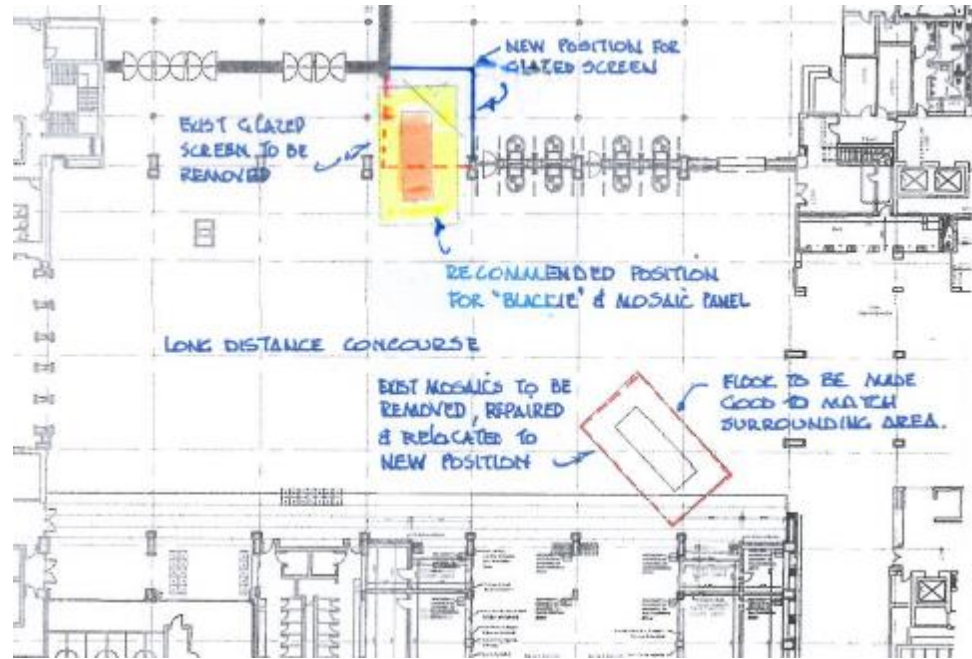 NEW POSITION FOR
GLAZED SCREEN
EXIST GLAZED
SCREEN TO BE
REMOVED
RECOMMENDED POSITION
FOR "BLACKIE" & MOSAIC PANEL
LONG DISTANCE CONCOURSE
EXIST MOSAICS TO BE
REMOVED, REPAIRED
& RELOCATED TO
NEW POSITION
FLOOR TO BE MADE
GOOD TO MATCH
SURROUNDING AREA.